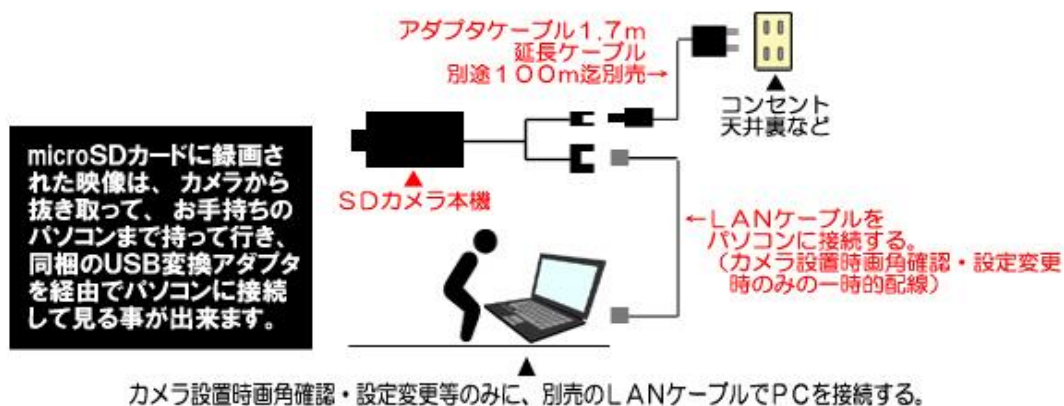 アダプタケーブル1.7m
延長ケーブル
別途100m迄別売→
コンセント
天井裏など
microSDカードに録画さ
れた映像は、カメラから
抜き取って、お手持ちの
パソコンまで持って行き、
同梱のUSB変換アダプタ
を経由でパソコンに接続
して見る事が出来ます。
SDカメラ本機
←LANケーブルを
パソコンに接続する。
（カメラ設置時画角確認・設定変更
時のみの一時的配線）
カメラ設置時画角確認・設定変更等のみに、別売のLANケーブルでPCを接続する。